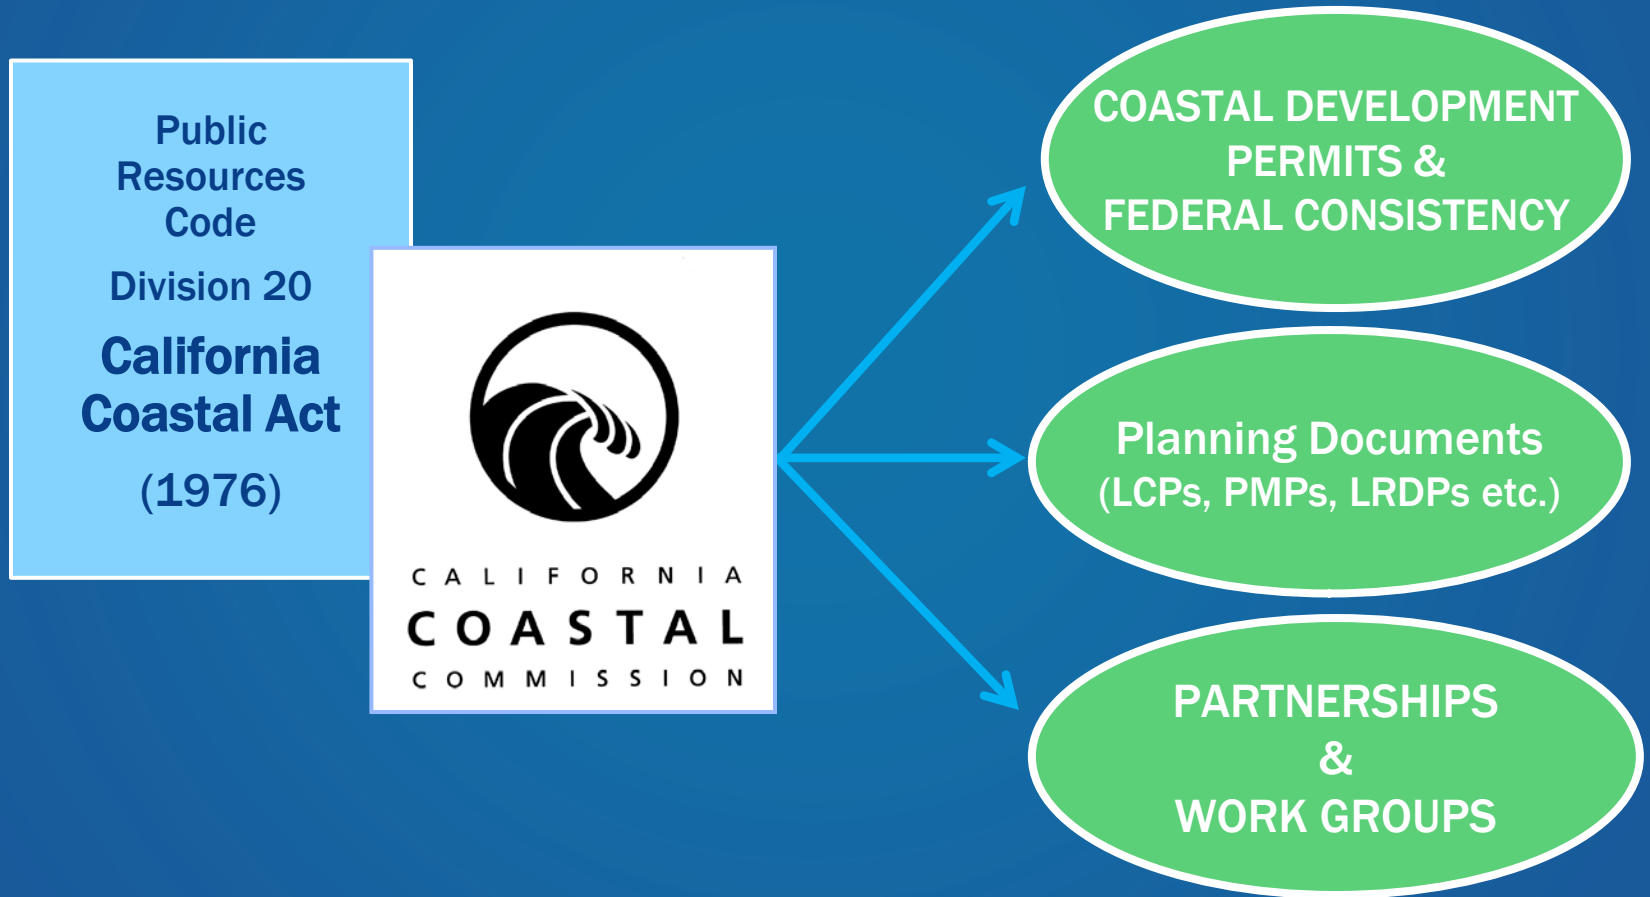 Public
Resources
Code
Division 20
California
Coastal Act
(1976)
CALIFORNIA
COASTAL
COMMISSION
COASTAL DEVELOPMENT
PERMITS &
FEDERAL CONSISTENCY
Planning Documents
(LCPs, PMPs, LRDPs etc.)
PARTNERSHIPS
&
WORK GROUPS